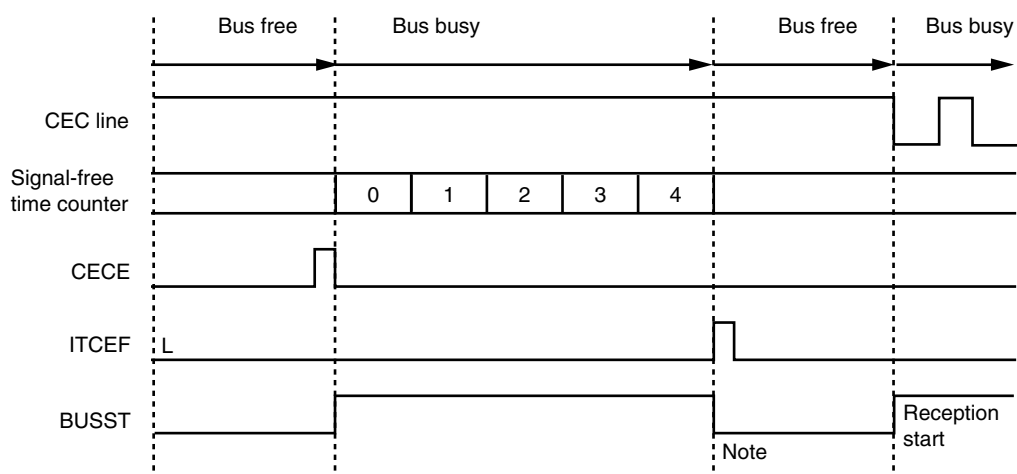 Bus free
Bus busy
Bus free
Bus busy
CEC line
Signal-free
time counter
0 1 2 3 4
CECE
ITCEF
L
BUSST
Note
Reception
start